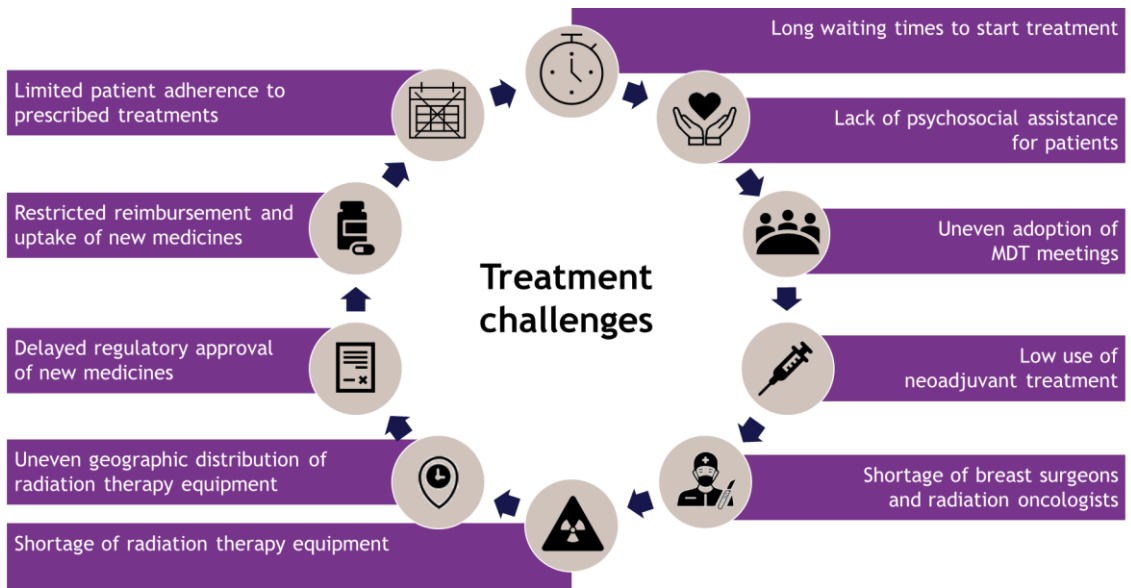 Long waiting times to start treatment
Lack of psychosocial assistance
for patients
Uneven adoption of
MDT meetings
Low use of
neoadjuvant treatment
Shortage of breast surgeons
and radiation oncologists
Shortage of radiation therapy equipment
Uneven geographic distribution of
radiation therapy equipment
Delayed regulatory approval
of new medicines
Restricted reimbursement and
uptake of new medicines
Limited patient adherence to
prescribed treatments
Treatment
challenges